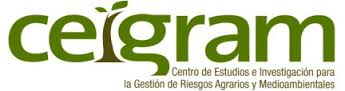 ceigram
Centro de Estudios e Investigación para
la Gestión de Riesgos Agrarios y Medioambientales